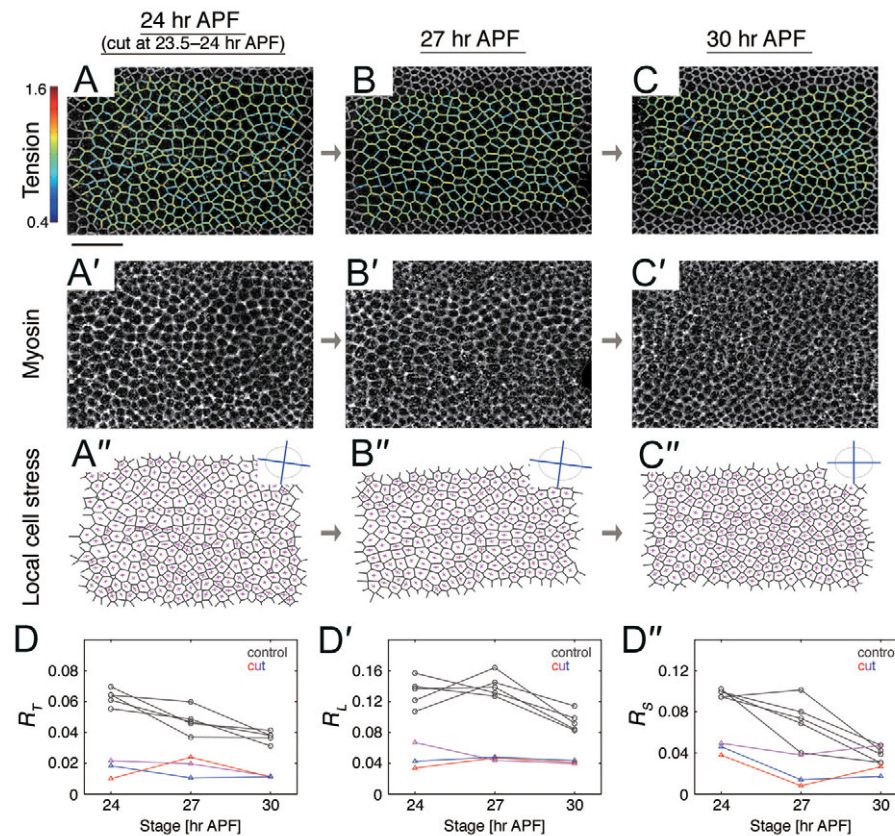 24 hr APF
(cut at 23.5–24 hr APF)
27 hr APF
30 hr APF
A
B
C
1.6
Tension
0.4
A′
B′
C′
Myosin
A″
B″
C″
Local cell stress
D
D′
D″
control
cut
control
cut
control
cut
R_T
0.08
0.06
0.04
0.02
0
24
27
30
Stage [hr APF]
R_L
0.16
0.12
0.08
0.04
0
24
27
30
Stage [hr APF]
R_S
0.12
0.08
0.04
0
24
27
30
Stage [hr APF]